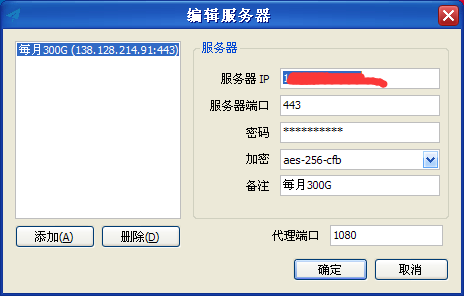 编辑服务器
每月300G (138.128.214.91:443)
服务器
服务器 IP 1
服务器端口 443
密码 **********
加密 aes-256-cfb
备注 每月300G
添加(A) 删除(D)
代理端口 1080
确定 取消